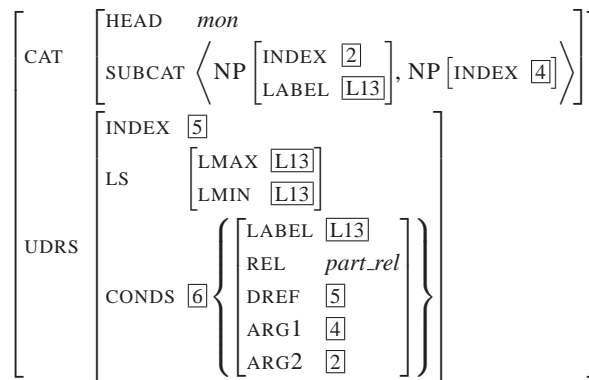 HEAD mon
CAT SUBCAT ⟨ NP [ INDEX 2 LABEL L13 ], NP [ INDEX 4 ] ⟩
INDEX 5
LS [ LMAX L13
LMIN L13 ]
UDRS
CONDS 6 { [ LABEL L13
REL part_rel
DREF 5
ARG1 4
ARG2 2 ] }